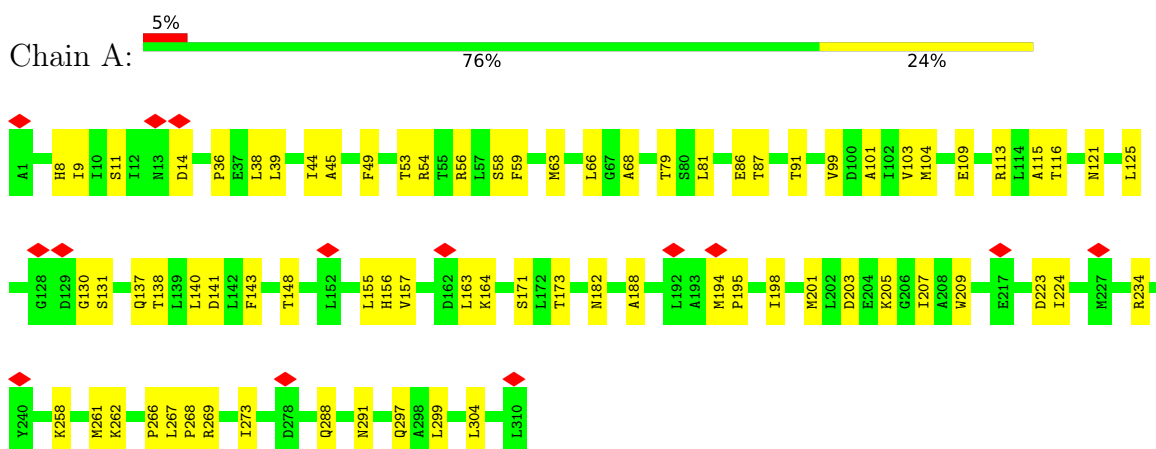 5%
Chain A:
76% 24%
A1 H8 I9 I10 S11 I12 N13 D14 P36 E37 L38 L39 I44 A45 F49 T53 R54 T55 R56 L57 S58 F59 M63 L66 G67 A68 T79 S80 L81 E86 T87 T91 V99 D100 A101 I102 V103 M104 E109 R113 L114 A115 T116 N121 L125
G128 D129 G130 S131 Q137 T138 L139 L140 D141 L142 F143 T148 L152 L155 H156 V157 D162 L163 K164 S171 L172 T173 N182 A188 L192 A193 M194 P195 I198 M201 L202 D203 E204 K205 G206 I207 A208 W209 E217 D223 I224 M227 R234
Y240 K258 M261 K262 P266 L267 P268 R269 I273 D278 Q288 N291 Q297 A298 L299 L304 L310